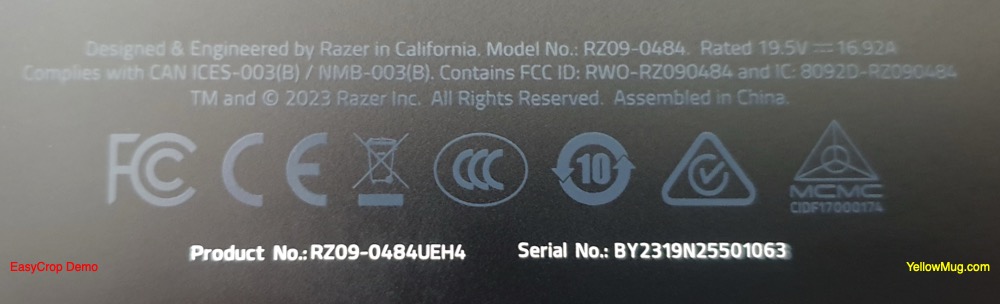 Designed & Engineered by Razer in California. Model No.: RZ09-0484. Rated 19.5V ⎓ 16.92A
Complies with CAN ICES-003(B) / NMB-003(B). Contains FCC ID: RWO-RZ090484 and IC: 8092D-RZ090484
TM and © 2023 Razer Inc. All Rights Reserved. Assembled in China.
FC CE CCC 10 MCMC
CIDF17000174
Product No.: RZ09-0484UEH4 Serial No.: BY2319N25501063
EasyCrop Demo YellowMug.com